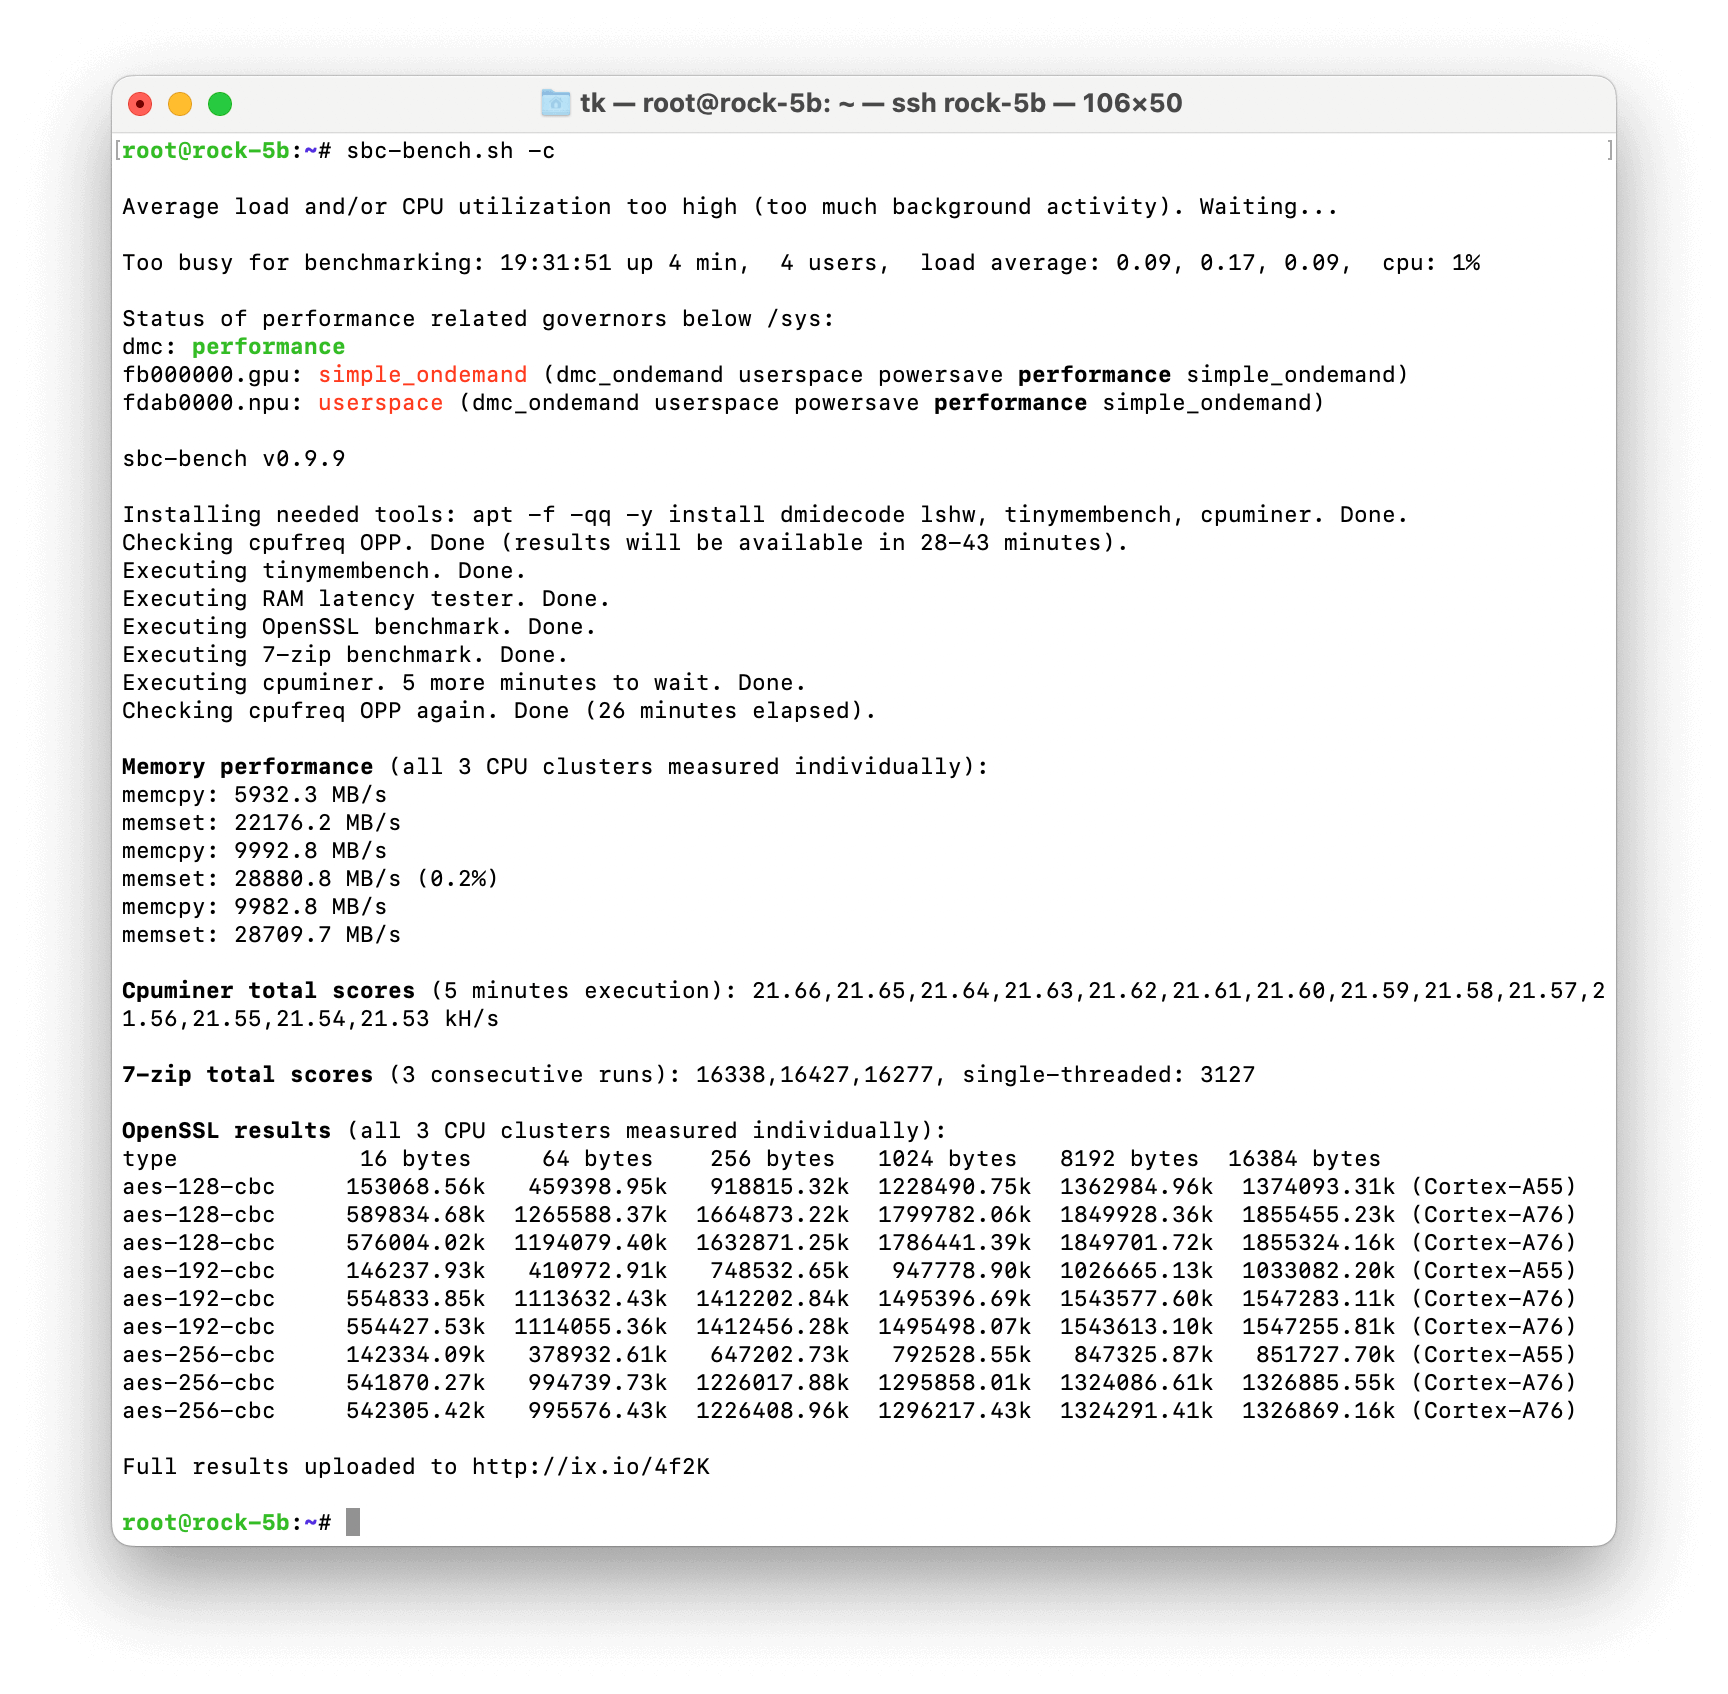 tk — root@rock-5b: ~ — ssh rock-5b — 106×50
[root@rock-5b:~# sbc-bench.sh -c ]

Average load and/or CPU utilization too high (too much background activity). Waiting...

Too busy for benchmarking: 19:31:51 up 4 min,  4 users,  load average: 0.09, 0.17, 0.09,  cpu: 1%

Status of performance related governors below /sys:
dmc: performance
fb000000.gpu: simple_ondemand (dmc_ondemand userspace powersave performance simple_ondemand)
fdab0000.npu: userspace (dmc_ondemand userspace powersave performance simple_ondemand)

sbc-bench v0.9.9

Installing needed tools: apt -f -qq -y install dmidecode lshw, tinymembench, cpuminer. Done.
Checking cpufreq OPP. Done (results will be available in 28-43 minutes).
Executing tinymembench. Done.
Executing RAM latency tester. Done.
Executing OpenSSL benchmark. Done.
Executing 7-zip benchmark. Done.
Executing cpuminer. 5 more minutes to wait. Done.
Checking cpufreq OPP again. Done (26 minutes elapsed).

Memory performance (all 3 CPU clusters measured individually):
memcpy: 5932.3 MB/s
memset: 22176.2 MB/s
memcpy: 9992.8 MB/s
memset: 28880.8 MB/s (0.2%)
memcpy: 9982.8 MB/s
memset: 28709.7 MB/s

Cpuminer total scores (5 minutes execution): 21.66,21.65,21.64,21.63,21.62,21.61,21.60,21.59,21.58,21.57,2
1.56,21.55,21.54,21.53 kH/s

7-zip total scores (3 consecutive runs): 16338,16427,16277, single-threaded: 3127

OpenSSL results (all 3 CPU clusters measured individually):
type             16 bytes     64 bytes    256 bytes   1024 bytes   8192 bytes  16384 bytes
aes-128-cbc     153068.56k   459398.95k   918815.32k  1228490.75k  1362984.96k  1374093.31k (Cortex-A55)
aes-128-cbc     589834.68k  1265588.37k  1664873.22k  1799782.06k  1849928.36k  1855455.23k (Cortex-A76)
aes-128-cbc     576004.02k  1194079.40k  1632871.25k  1786441.39k  1849701.72k  1855324.16k (Cortex-A76)
aes-192-cbc     146237.93k   410972.91k   748532.65k   947778.90k  1026665.13k  1033082.20k (Cortex-A55)
aes-192-cbc     554833.85k  1113632.43k  1412202.84k  1495396.69k  1543577.60k  1547283.11k (Cortex-A76)
aes-192-cbc     554427.53k  1114055.36k  1412456.28k  1495498.07k  1543613.10k  1547255.81k (Cortex-A76)
aes-256-cbc     142334.09k   378932.61k   647202.73k   792528.55k   847325.87k   851727.70k (Cortex-A55)
aes-256-cbc     541870.27k   994739.73k  1226017.88k  1295858.01k  1324086.61k  1326885.55k (Cortex-A76)
aes-256-cbc     542305.42k   995576.43k  1226408.96k  1296217.43k  1324291.41k  1326869.16k (Cortex-A76)

Full results uploaded to http://ix.io/4f2K

root@rock-5b:~#